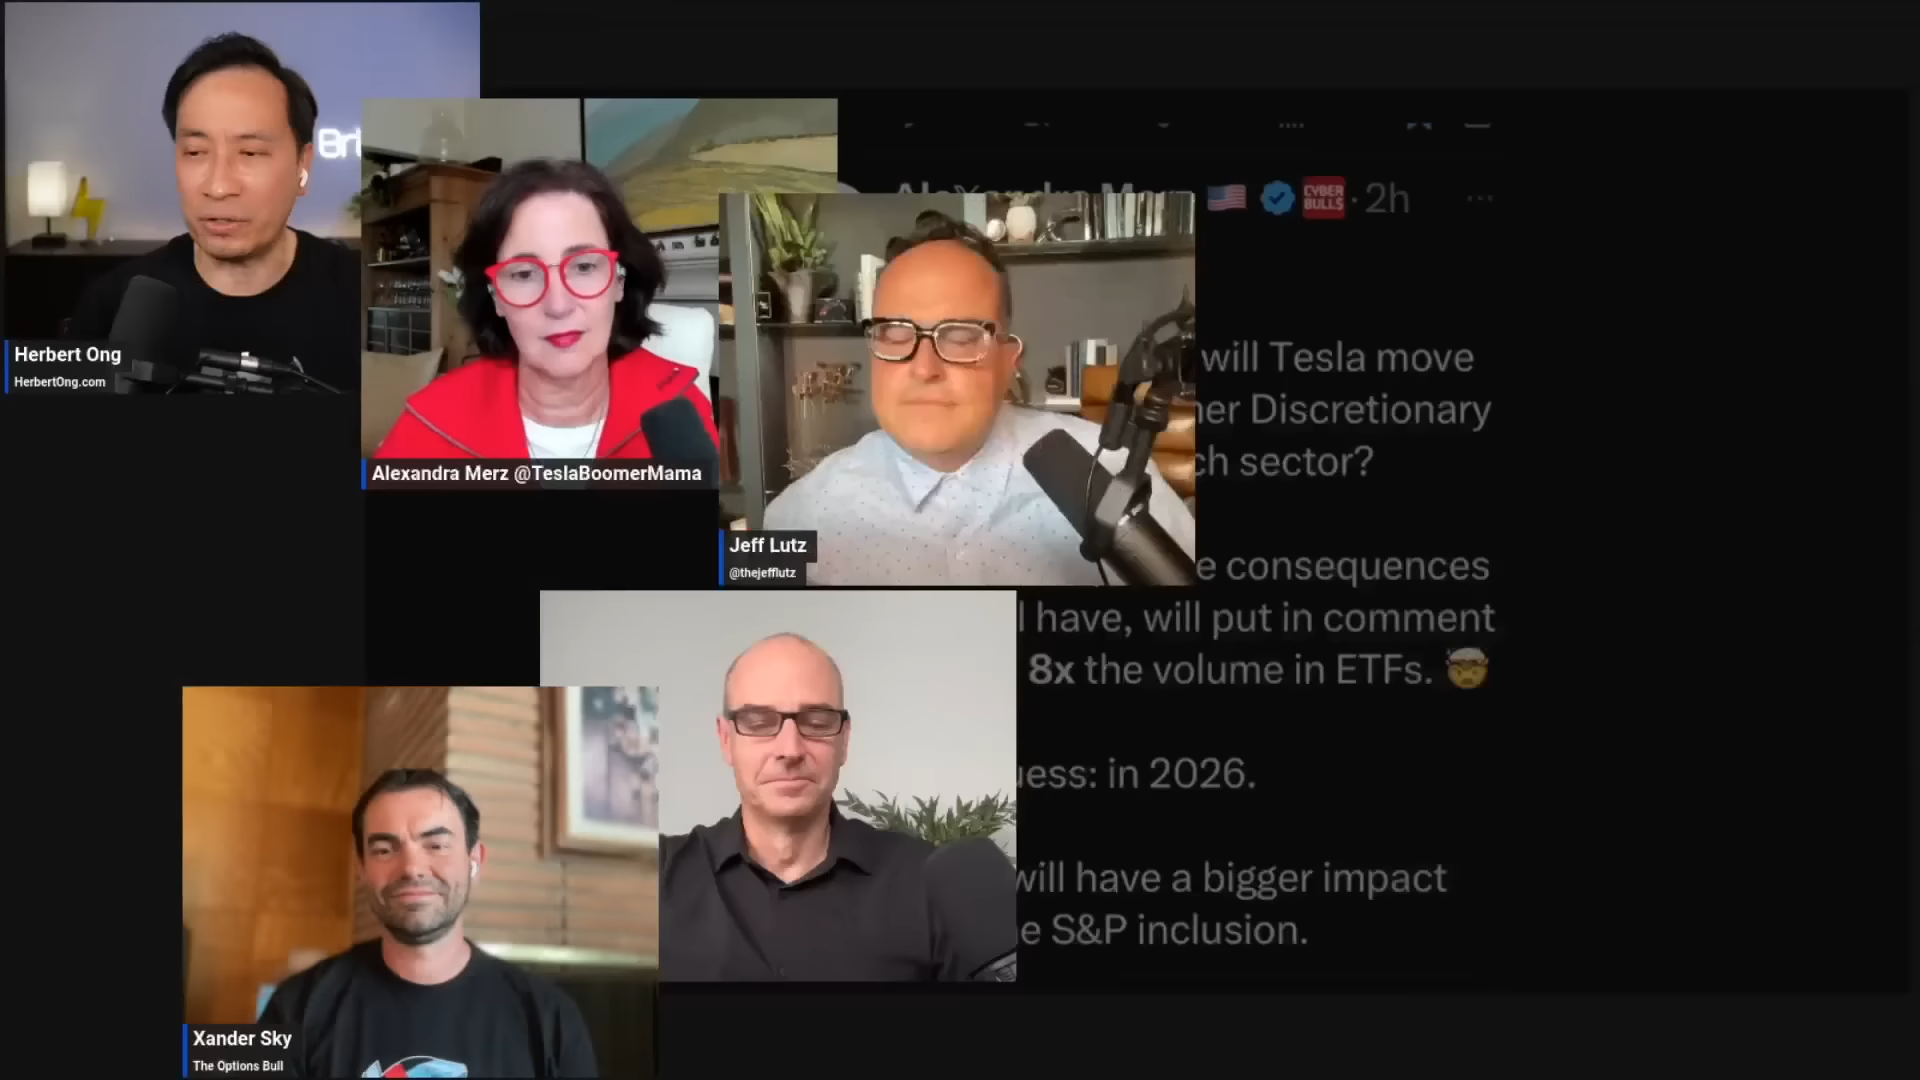 Herbert Ong
HerbertOng.com
Alexandra Merz @TeslaBoomerMama
Jeff Lutz
@thejefflutz
Xander Sky
The Options Bull
CYBER
BULLS
· 2h
will Tesla move
Discretionary
sector?
consequences
have, will put in comment
8x the volume in ETFs. 🤯
in 2026.
will have a bigger impact
S&P inclusion.